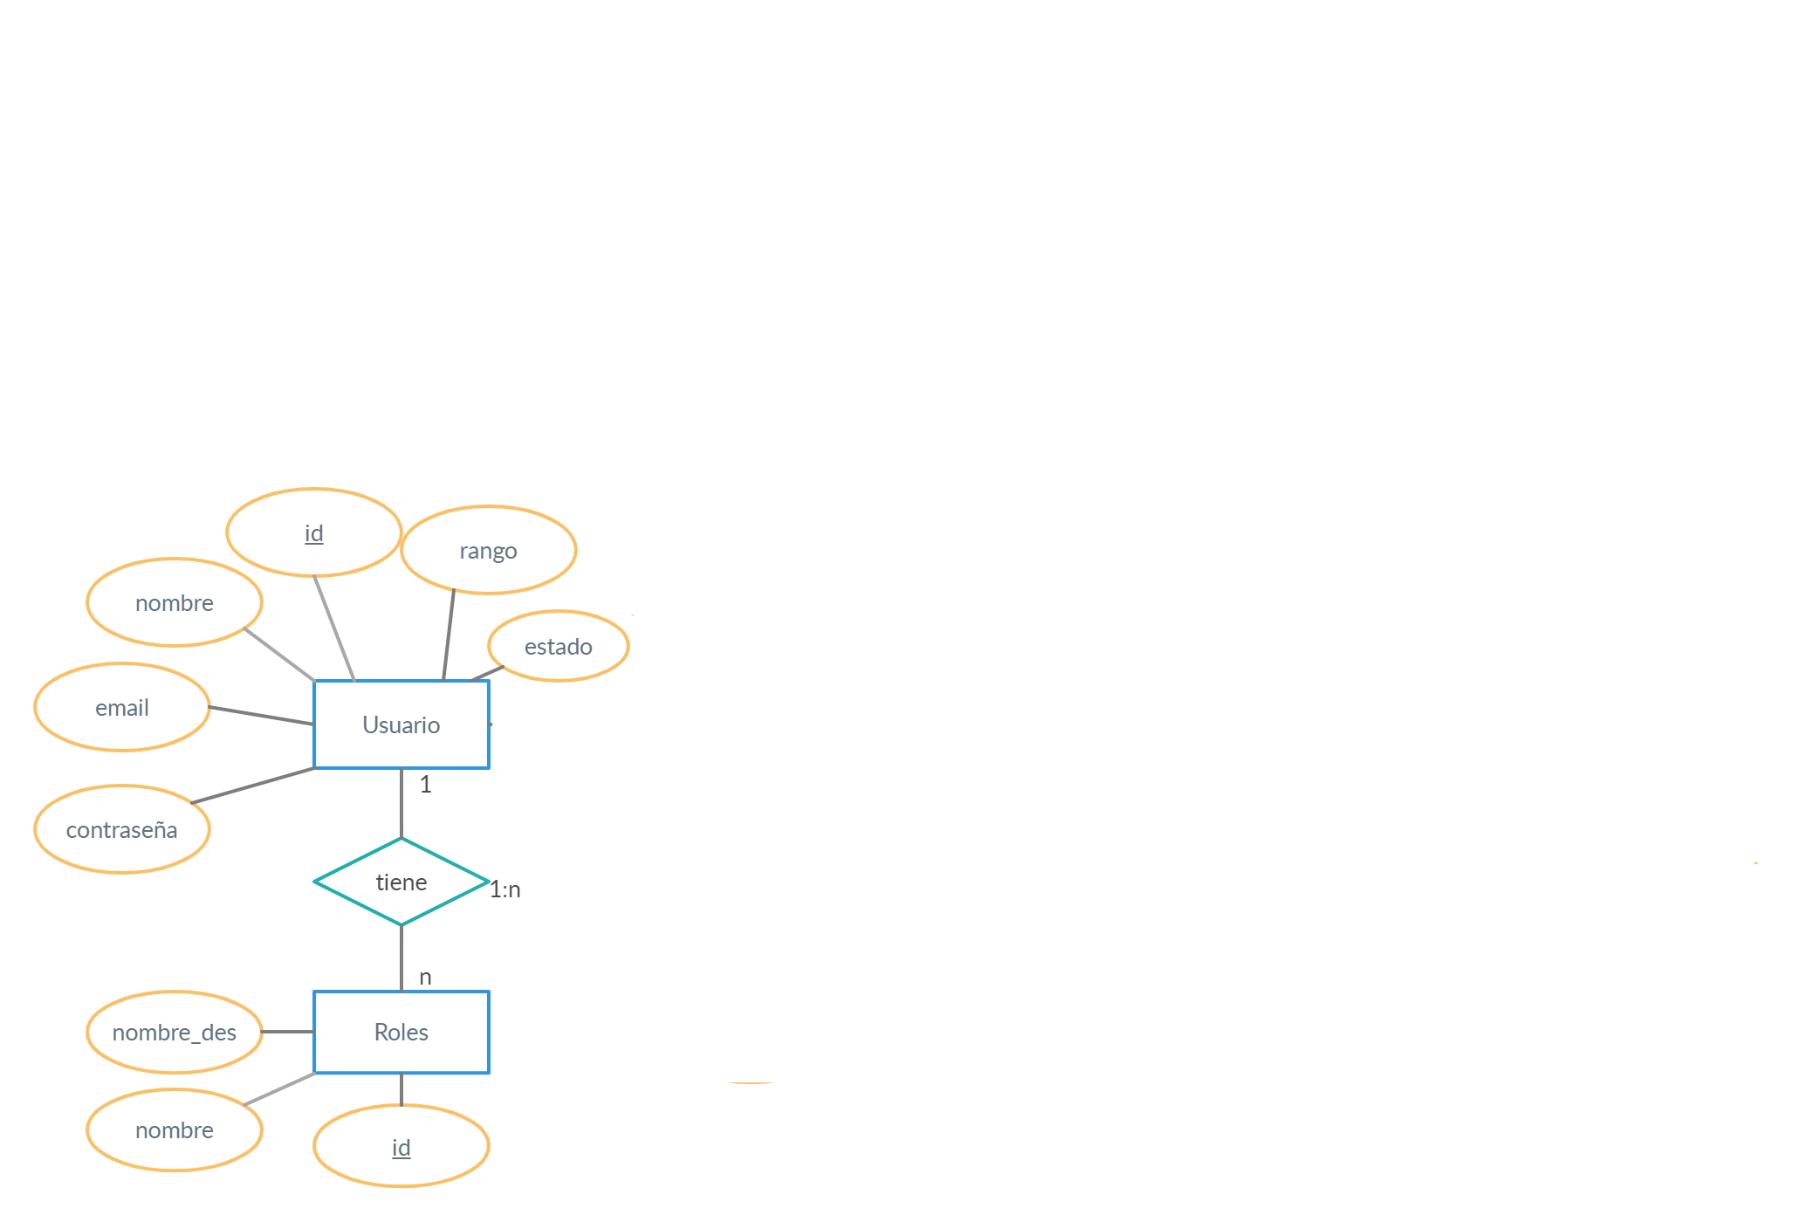 id
rango
nombre
estado
email
Usuario
1
contraseña
tiene
1:n
n
nombre_des
Roles
nombre
id